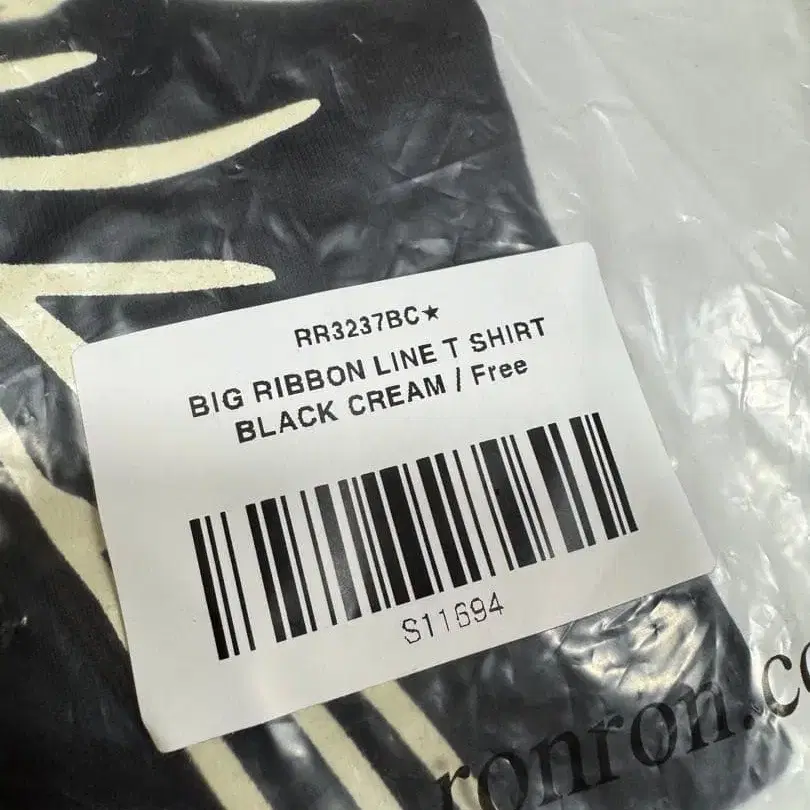 RR3237BC★
BIG RIBBON LINE T SHIRT
BLACK CREAM / Free
S11694
ronron.co